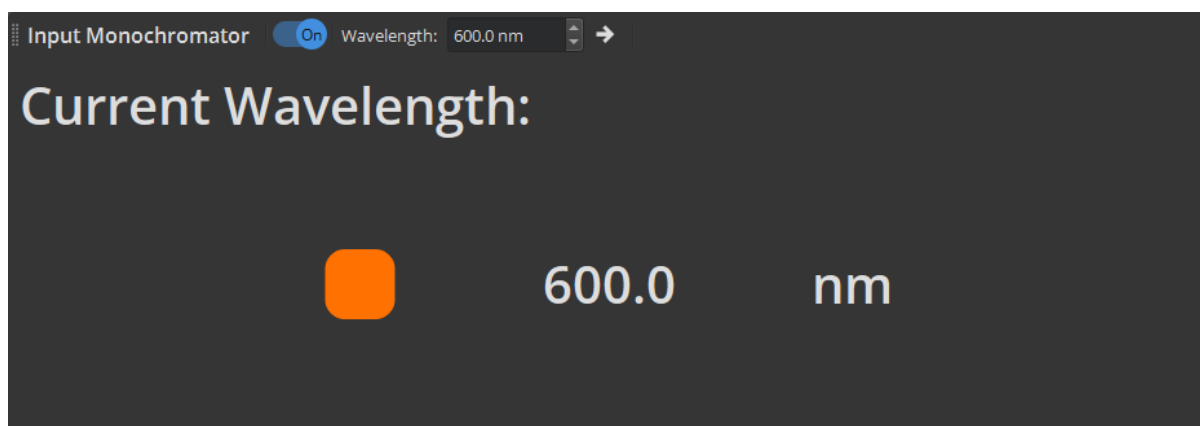 Input Monochromator On Wavelength: 600.0 nm
Current Wavelength:
600.0 nm